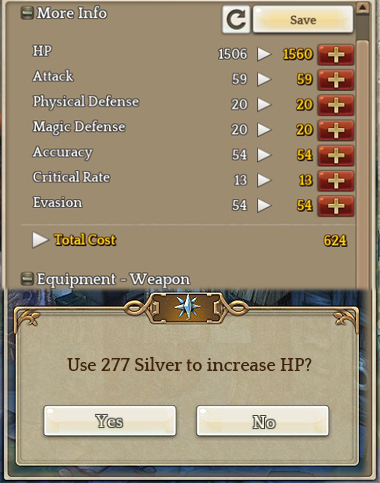 More Info
Save
HP 1506 1560
Attack 59 59
Physical Defense 20 20
Magic Defense 20 20
Accuracy 54 54
Critical Rate 13 13
Evasion 54 54
Total Cost 624
Equipment - Weapon
Use 277 Silver to increase HP?
Yes No